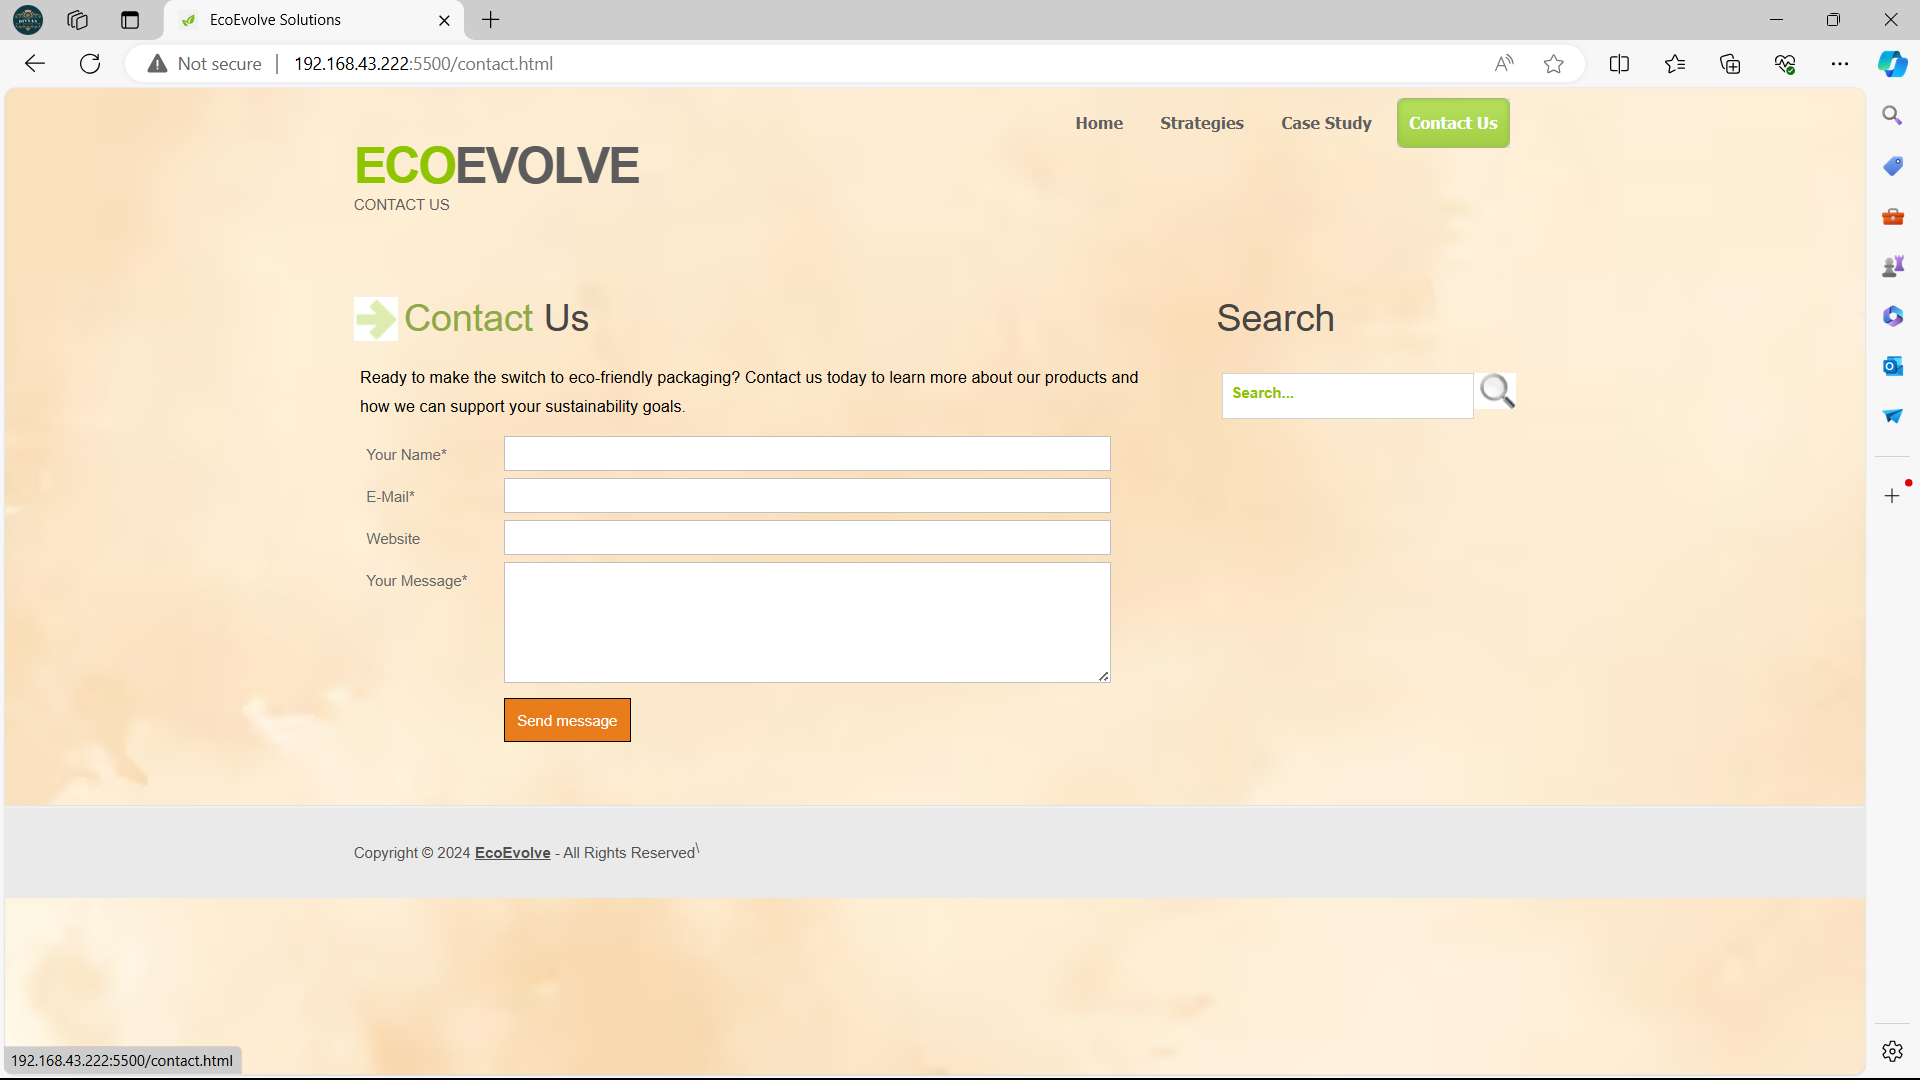 EcoEvolve Solutions
Not secure
192.168.43.222:5500/contact.html
Home Strategies Case Study Contact Us
ECOEVOLVE
CONTACT US
Contact Us
Ready to make the switch to eco-friendly packaging? Contact us today to learn more about our products and
how we can support your sustainability goals.
Your Name*
E-Mail*
Website
Your Message*
Send message
Search
Search...
Copyright © 2024 EcoEvolve - All Rights Reserved\
192.168.43.222:5500/contact.html